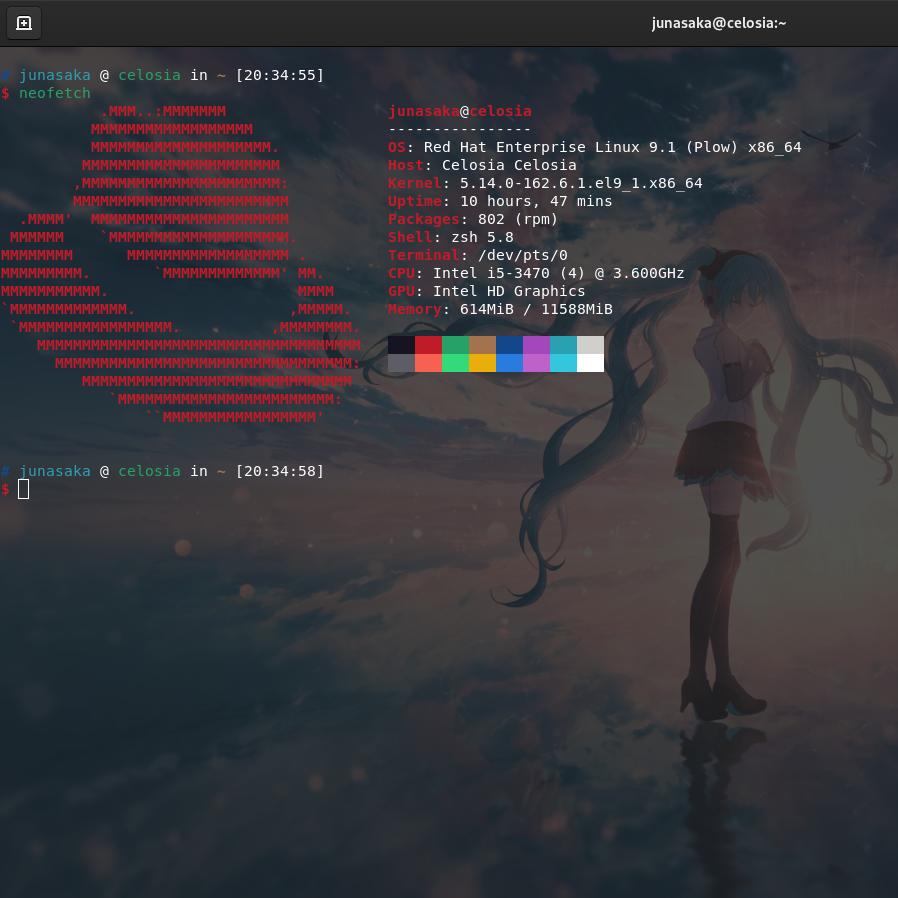 junasaka@celosia:~
# junasaka @ celosia in ~ [20:34:55]
$ neofetch
.MMM..:MMMMMMM
MMMMMMMMMMMMMMMMMM
MMMMMMMMMMMMMMMMMMMM.
MMMMMMMMMMMMMMMMMMMMMM
,MMMMMMMMMMMMMMMMMMMMMM:
MMMMMMMMMMMMMMMMMMMMMMMM
.MMMM'  MMMMMMMMMMMMMMMMMMMMMM
MMMMMM    `MMMMMMMMMMMMMMMMMMMM.
MMMMMMMM      MMMMMMMMMMMMMMMMMM .
MMMMMMMMM.       `MMMMMMMMMMMMM' MM.
MMMMMMMMMMM.                     MMMM
`MMMMMMMMMMMMM.                 ,MMMMM.
`MMMMMMMMMMMMMMMMM.          ,MMMMMMMM.
MMMMMMMMMMMMMMMMMMMMMMMMMMMMMMMMMMMM
MMMMMMMMMMMMMMMMMMMMMMMMMMMMMMMMM:
MMMMMMMMMMMMMMMMMMMMMMMMMMMMMM
`MMMMMMMMMMMMMMMMMMMMMMMM:
``MMMMMMMMMMMMMMMMM'
junasaka@celosia
----------------
OS: Red Hat Enterprise Linux 9.1 (Plow) x86_64
Host: Celosia Celosia
Kernel: 5.14.0-162.6.1.el9_1.x86_64
Uptime: 10 hours, 47 mins
Packages: 802 (rpm)
Shell: zsh 5.8
Terminal: /dev/pts/0
CPU: Intel i5-3470 (4) @ 3.600GHz
GPU: Intel HD Graphics
Memory: 614MiB / 11588MiB
# junasaka @ celosia in ~ [20:34:58]
$